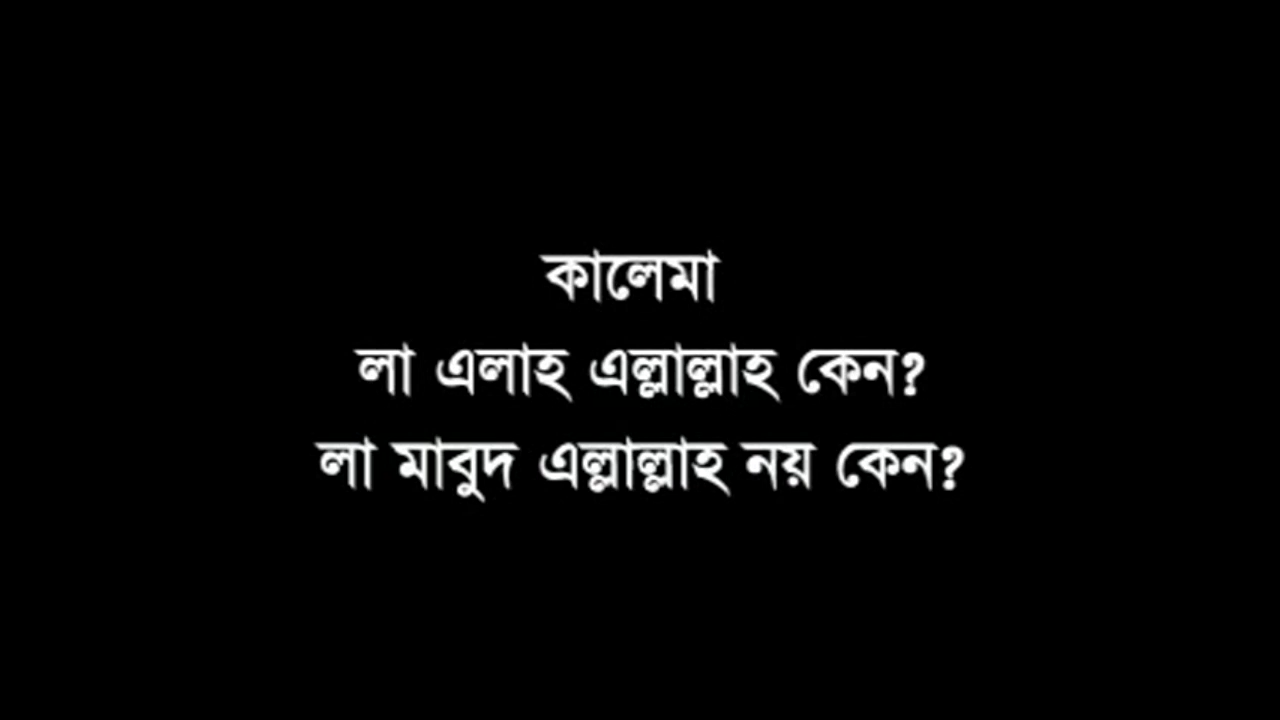 কালেমা
লা এলাহ এল্লাল্লাহ কেন?
লা মাবুদ এল্লাল্লাহ নয় কেন?